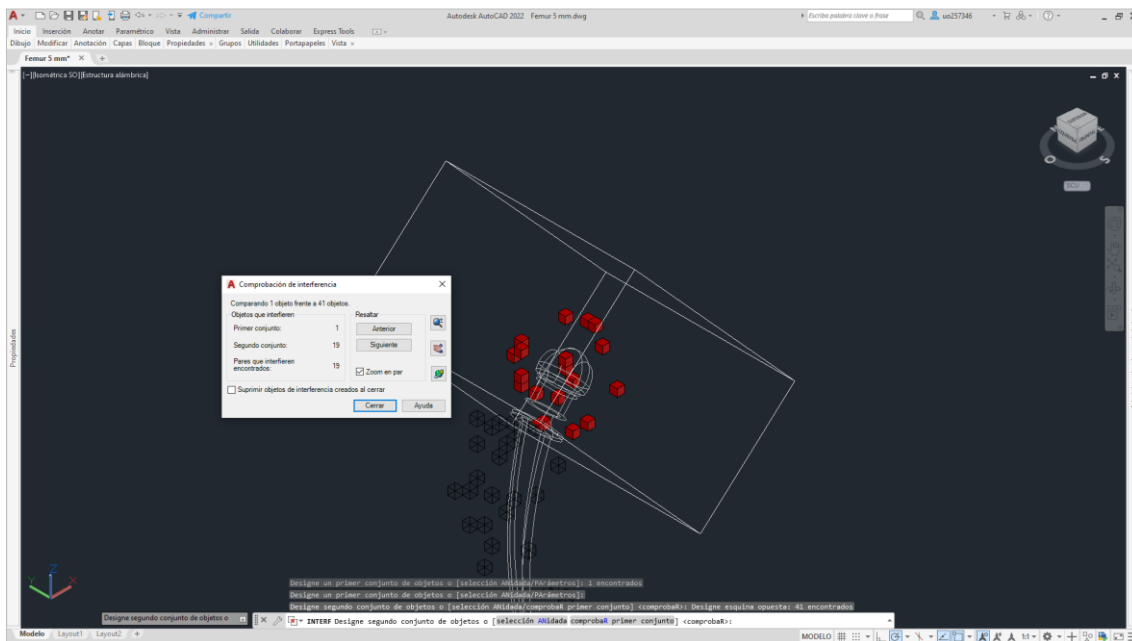 A Compartir Autodesk AutoCAD 2022 Femur 5 mm.dwg Escriba palabra clave o frase uo257346
Inicio Inserción Anotar Paramétrico Vista Administrar Salida Colaborar Express Tools
Dibujo Modificar Anotación Capas Bloque Propiedades » Grupos Utilidades Portapapeles Vista »
Femur 5 mm* × +
[−][Isométrica SO][Estructura alámbrica]
SCU
Propiedades
A Comprobación de interferencia
Comparando 1 objeto frente a 41 objetos.
Objetos que interfieren
Primer conjunto: 1
Segundo conjunto: 19
Pares que interfieren
encontrados: 19
Resaltar
Anterior
Siguiente
Zoom en par
Suprimir objetos de interferencia creados al cerrar
Cerrar Ayuda
Z
Y X
Designe un primer conjunto de objetos o [selección ANidada/PArámetros]: 1 encontrados
Designe un primer conjunto de objetos o [selección ANidada/PArámetros]:
Designe segundo conjunto de objetos o [selección ANidada/comprobaR primer conjunto] <comprobaR>: Designe esquina opuesta: 41 encontrados
Designe segundo conjunto de objetos o
INTERF Designe segundo conjunto de objetos o [selección ANidada comprobaR primer conjunto] <comprobaR>:
Modelo Layout1 Layout2 +
MODELO 1:1